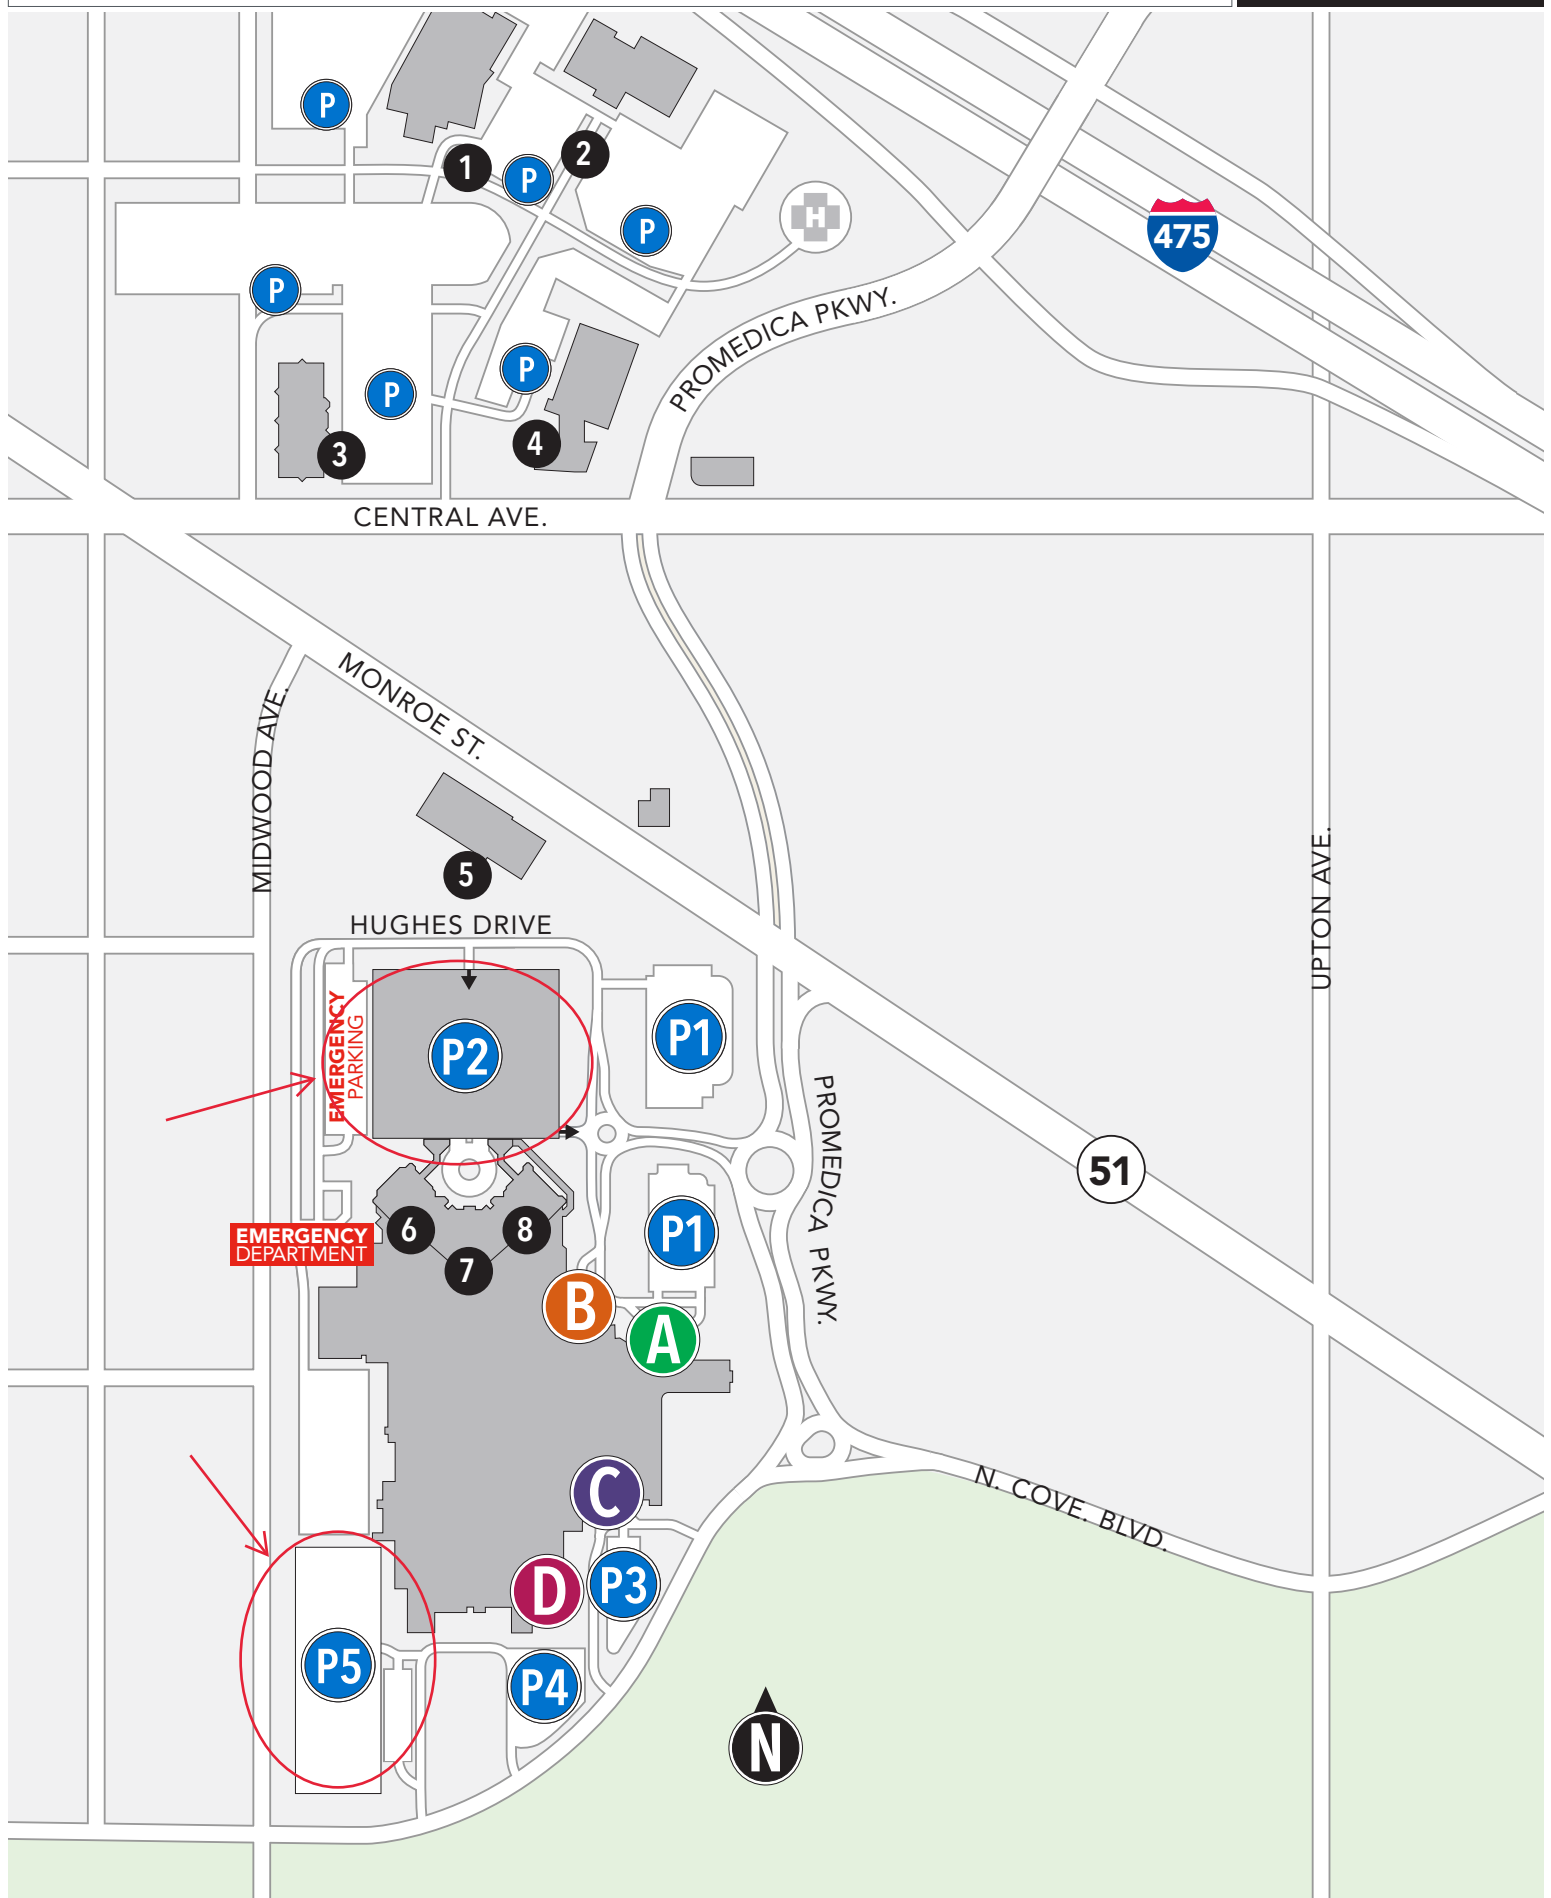 P
1
P
2
P
H
475
P
PROMEDICA PKWY.
P
P
3
4
CENTRAL AVE.
MONROE ST.
MIDWOOD AVE.
5
UPTON AVE.
HUGHES DRIVE
EMERGENCY
PARKING
P2
P1
PROMEDICA PKWY.
51
EMERGENCY
DEPARTMENT
6
8
7
P1
B
A
C
N. COVE. BLVD.
D
P3
P5
P4
N